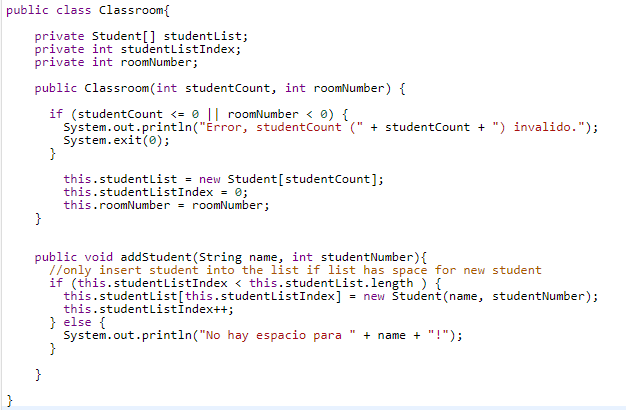 public class Classroom{
private Student[] studentList;
private int studentListIndex;
private int roomNumber;
public Classroom(int studentCount, int roomNumber) {
if (studentCount <= 0 || roomNumber < 0) {
System.out.println("Error, studentCount (" + studentCount + ") invalido.");
System.exit(0);
}
this.studentList = new Student[studentCount];
this.studentListIndex = 0;
this.roomNumber = roomNumber;
}
public void addStudent(String name, int studentNumber){
//only insert student into the list if list has space for new student
if (this.studentListIndex < this.studentList.length ) {
this.studentList[this.studentListIndex] = new Student(name, studentNumber);
this.studentListIndex++;
} else {
System.out.println("No hay espacio para " + name + "!");
}
}
}